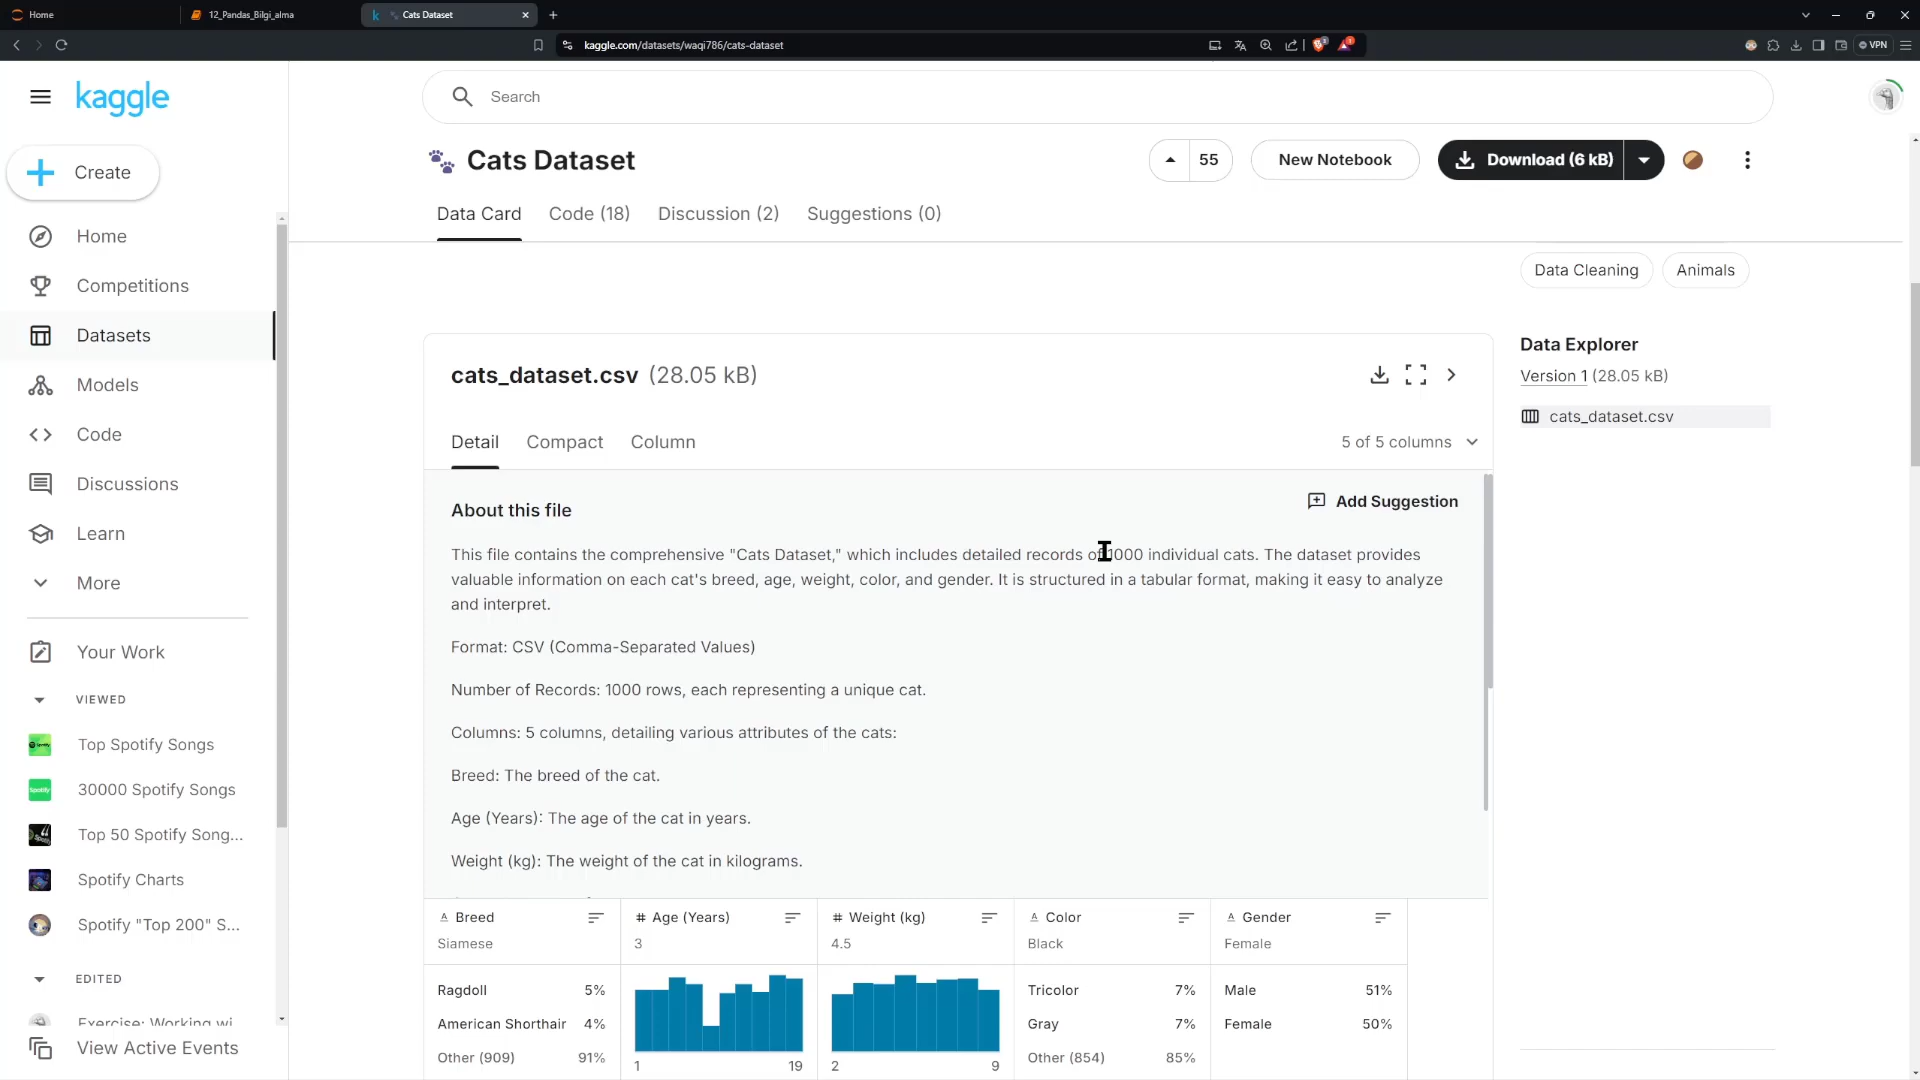 Home
12_Pandas_Bilgi_alma
Cats Dataset
kaggle.com/datasets/waqi786/cats-dataset
VPN
kaggle
Search
Create
Home
Competitions
Datasets
Models
Code
Discussions
Learn
More
Your Work
VIEWED
Top Spotify Songs
30000 Spotify Songs
Top 50 Spotify Song...
Spotify Charts
Spotify "Top 200" S...
EDITED
Exercise: Working wi
View Active Events
Cats Dataset
55
New Notebook
Download (6 kB)
Data Card
Code (18)
Discussion (2)
Suggestions (0)
Data Cleaning
Animals
cats_dataset.csv (28.05 kB)
Detail
Compact
Column
5 of 5 columns
About this file
Add Suggestion
This file contains the comprehensive "Cats Dataset," which includes detailed records of 1000 individual cats. The dataset provides
valuable information on each cat's breed, age, weight, color, and gender. It is structured in a tabular format, making it easy to analyze
and interpret.
Format: CSV (Comma-Separated Values)
Number of Records: 1000 rows, each representing a unique cat.
Columns: 5 columns, detailing various attributes of the cats:
Breed: The breed of the cat.
Age (Years): The age of the cat in years.
Weight (kg): The weight of the cat in kilograms.
A Breed
# Age (Years)
# Weight (kg)
A Color
A Gender
Siamese
3
4.5
Black
Female
Ragdoll 5%
American Shorthair 4%
Other (909) 91%
1 19
2 9
Tricolor 7%
Gray 7%
Other (854) 85%
Male 51%
Female 50%
Data Explorer
Version 1 (28.05 kB)
cats_dataset.csv